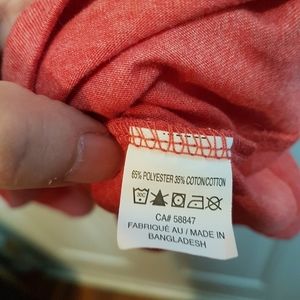 65% POLYESTER 35% COTON/COTTON
CA# 58847
FABRIQUÉ AU / MADE IN
BANGLADESH